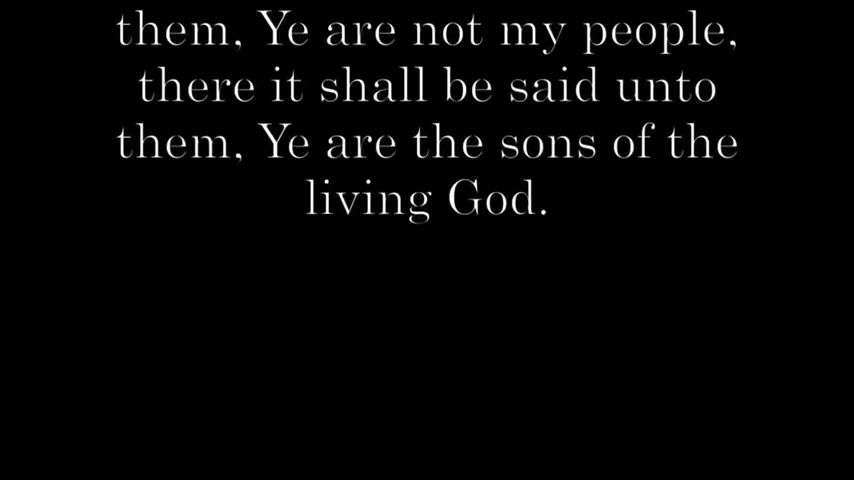 them, Ye are not my people,
there it shall be said unto
them, Ye are the sons of the
living God.